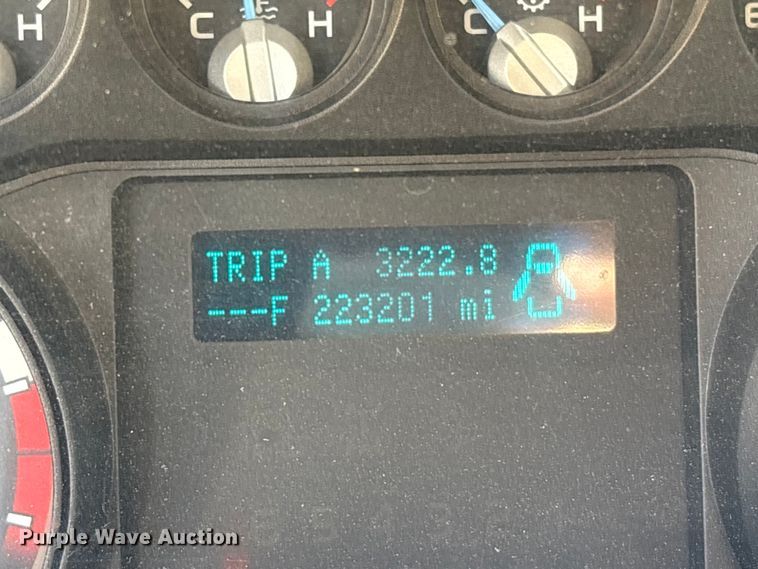 H C H C H E
TRIP A 3222.8
---F 223201 mi
Purple Wave Auction